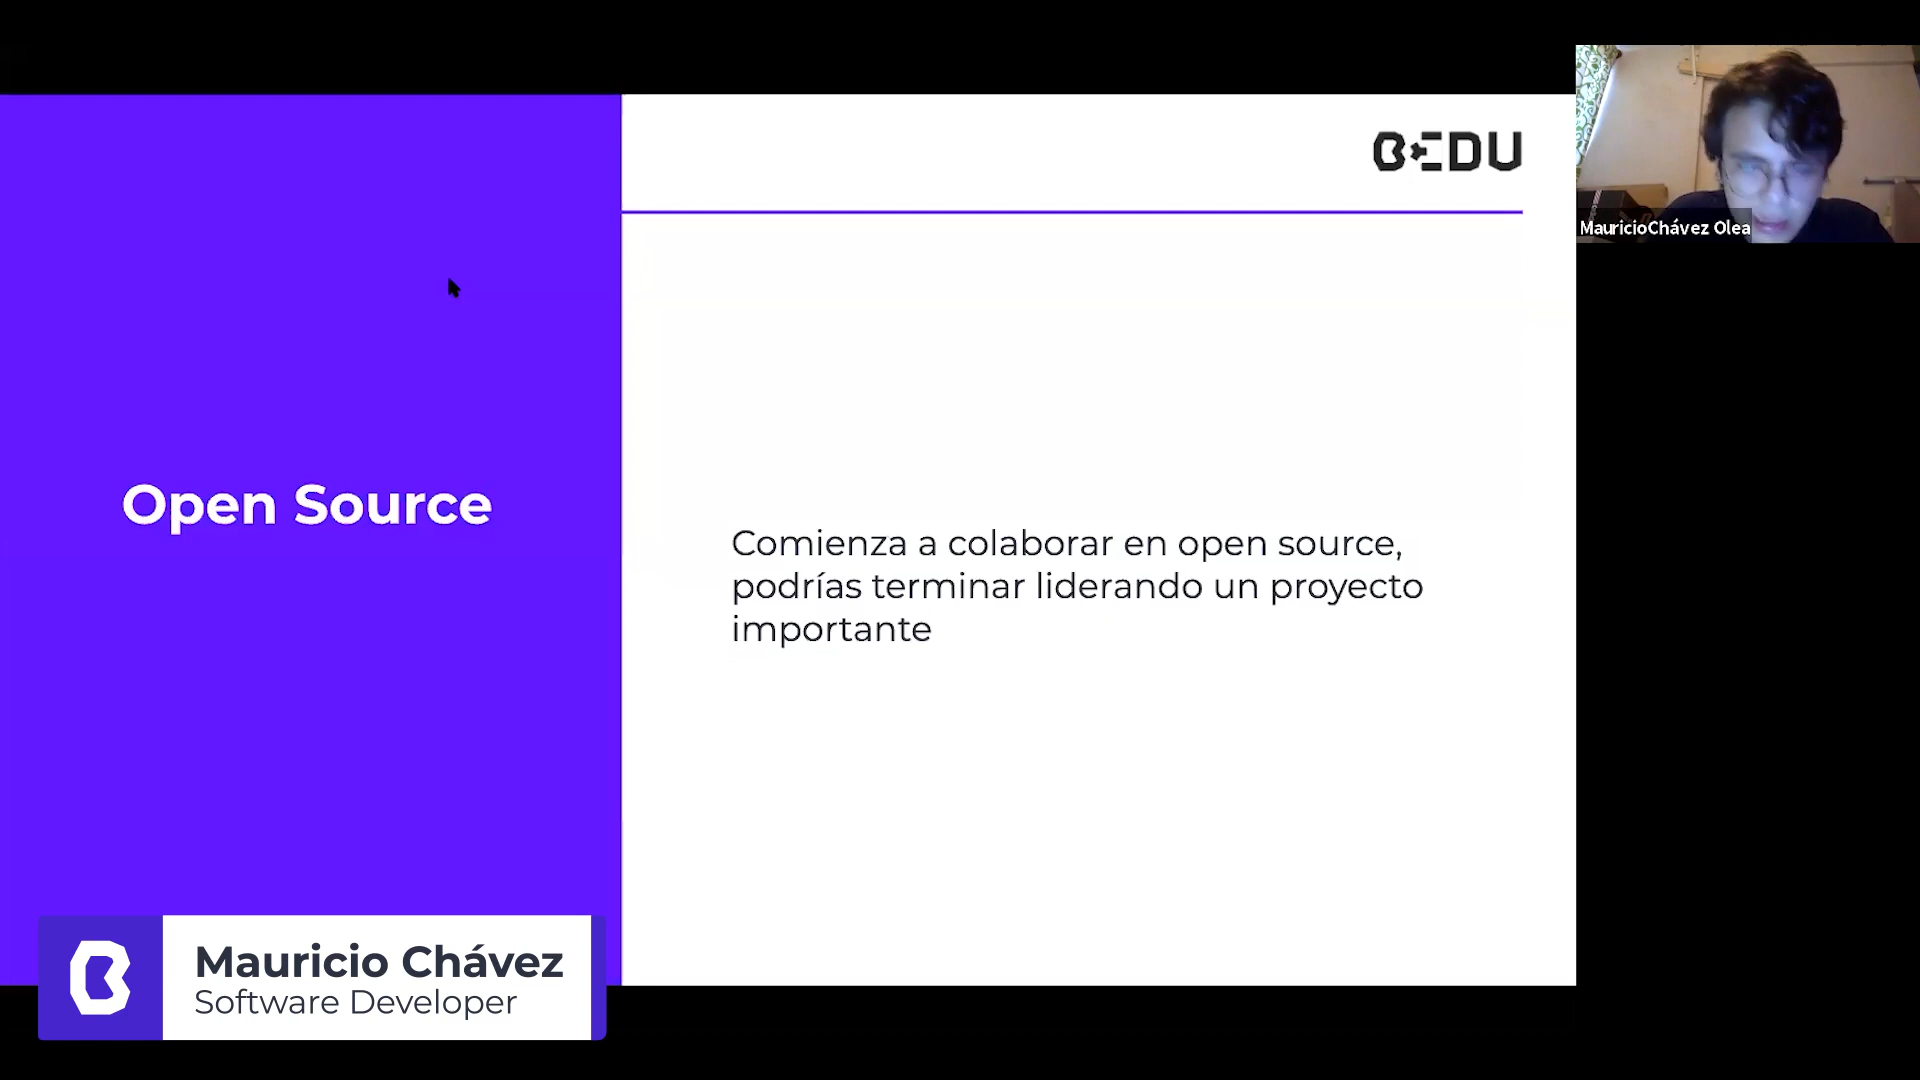 BEDU
MauricioChávez Olea
Open Source
Comienza a colaborar en open source,
podrías terminar liderando un proyecto
importante
Mauricio Chávez
Software Developer